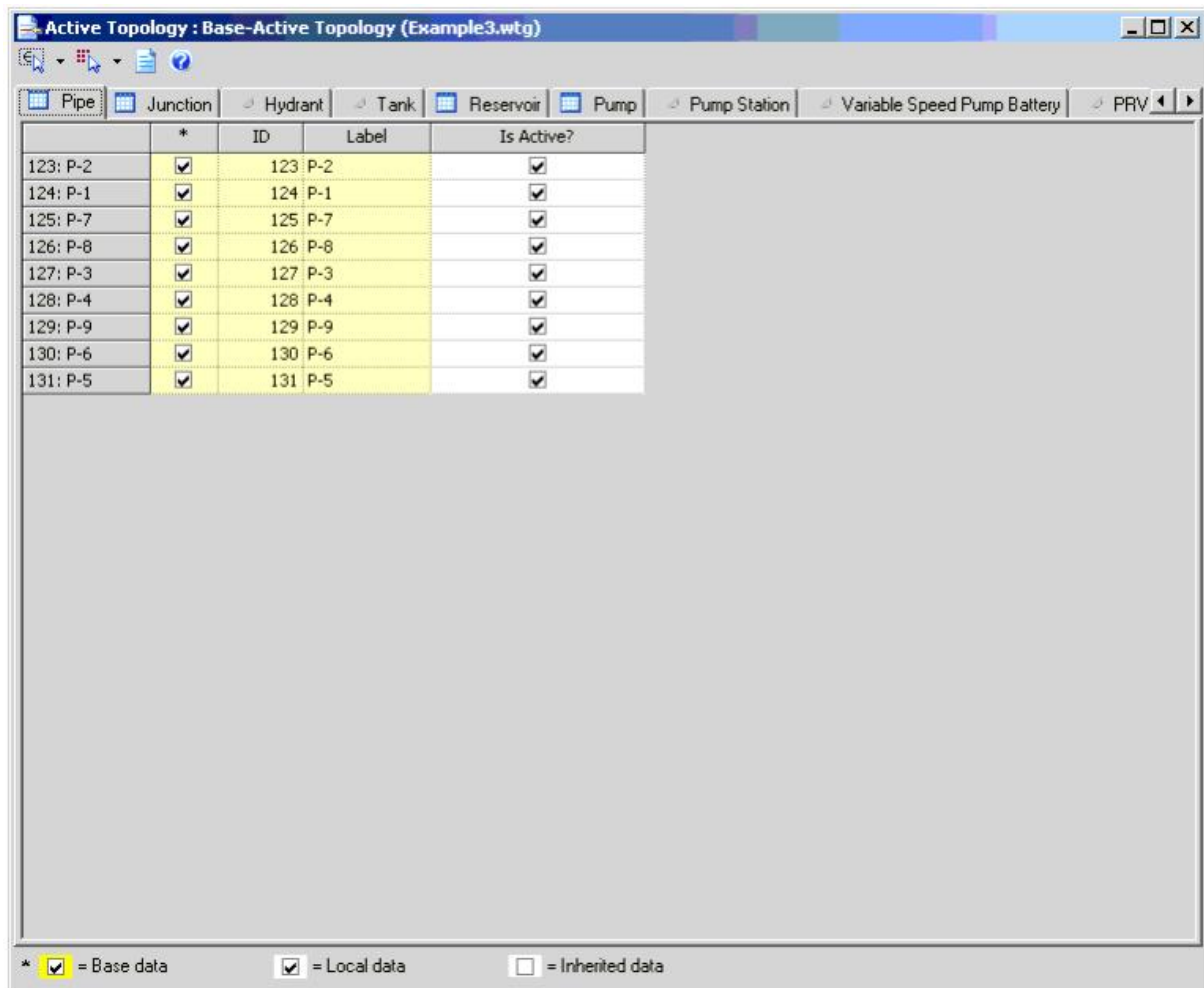 Active Topology : Base-Active Topology (Example3.wtg)
Pipe Junction Hydrant Tank Reservoir Pump Pump Station Variable Speed Pump Battery PRV
* ID Label Is Active?
123: P-2 123 P-2
124: P-1 124 P-1
125: P-7 125 P-7
126: P-8 126 P-8
127: P-3 127 P-3
128: P-4 128 P-4
129: P-9 129 P-9
130: P-6 130 P-6
131: P-5 131 P-5
* = Base data = Local data = Inherited data